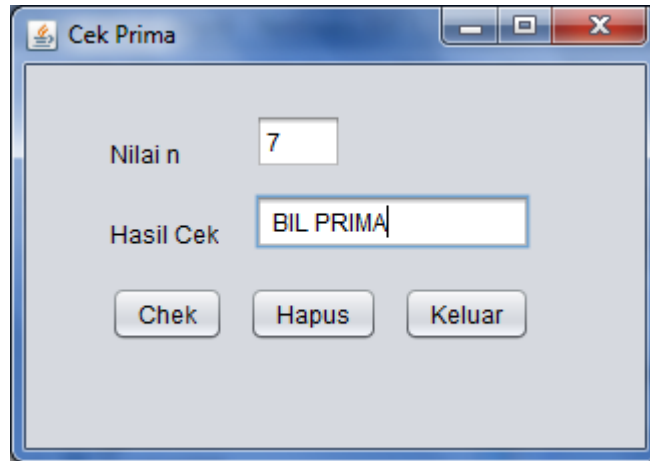 Cek Prima
Nilai n 7
Hasil Cek BIL PRIMA
Chek Hapus Keluar